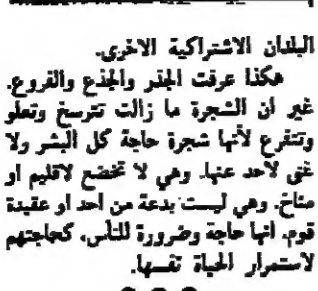 البلدان الاشتراكية الاخرى.
هكذا عرفت الجذر والجذع والفروع.
غير ان الشجرة ما زالت تترسخ وتعلو
وتتفرع لأنها شجرة حاجة كل البشر ولا
غنى لاحد عنها. وهي لا تخضع لاقليم او
مناخ. وهي ليست بدعة من احد او عقيدة
قوم. انها حاجة وضرورة للناس، كحاجتهم
لاستمرار الحياة نفسها.